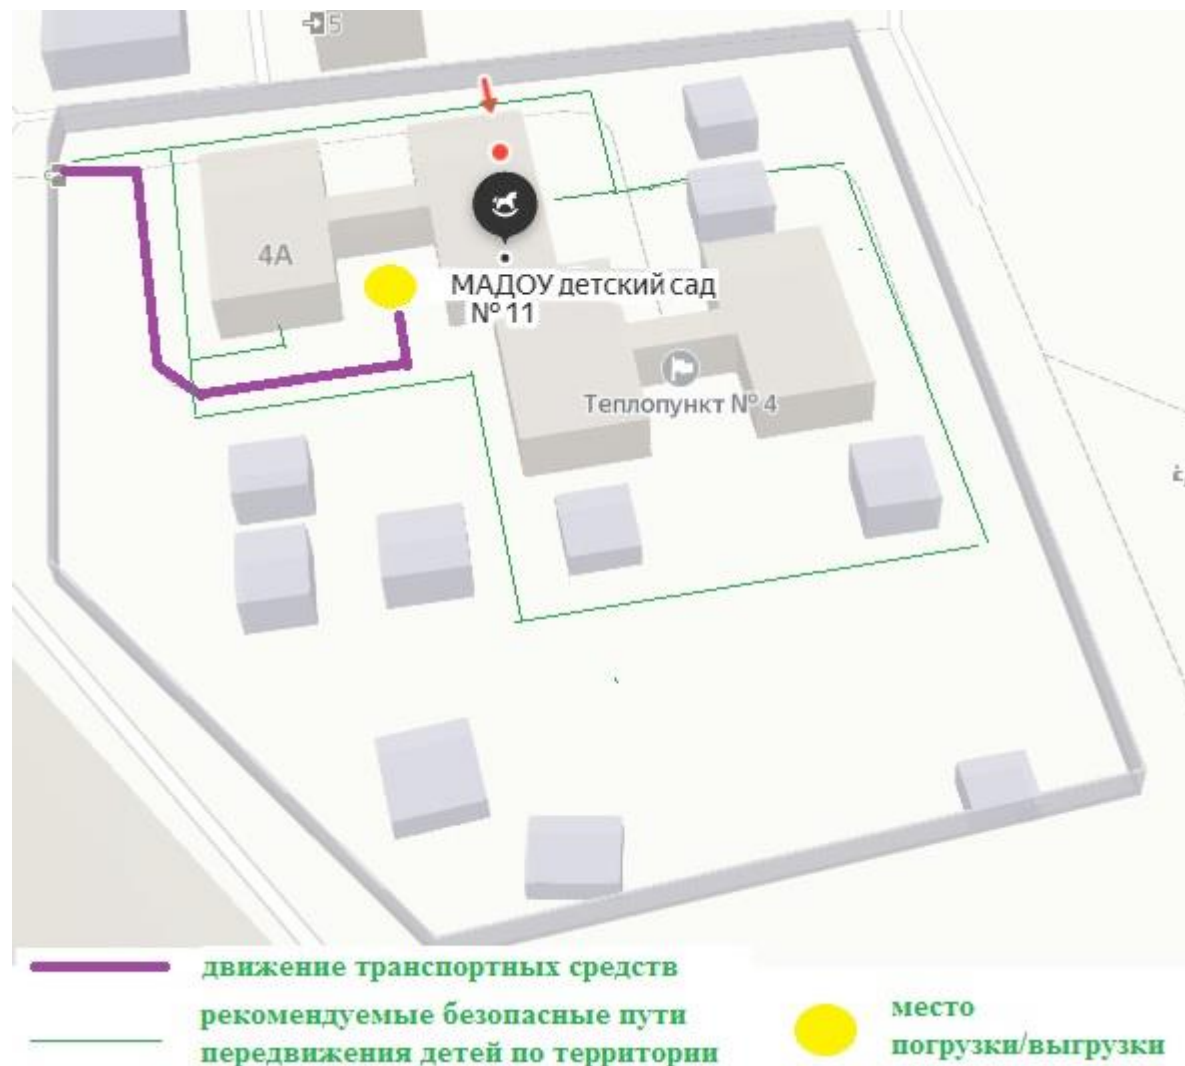 5
4А
МАДОУ детский сад
№ 11
Теплопункт № 4
движение транспортных средств
рекомендуемые безопасные пути
передвижения детей по территории
место
погрузки/выгрузки